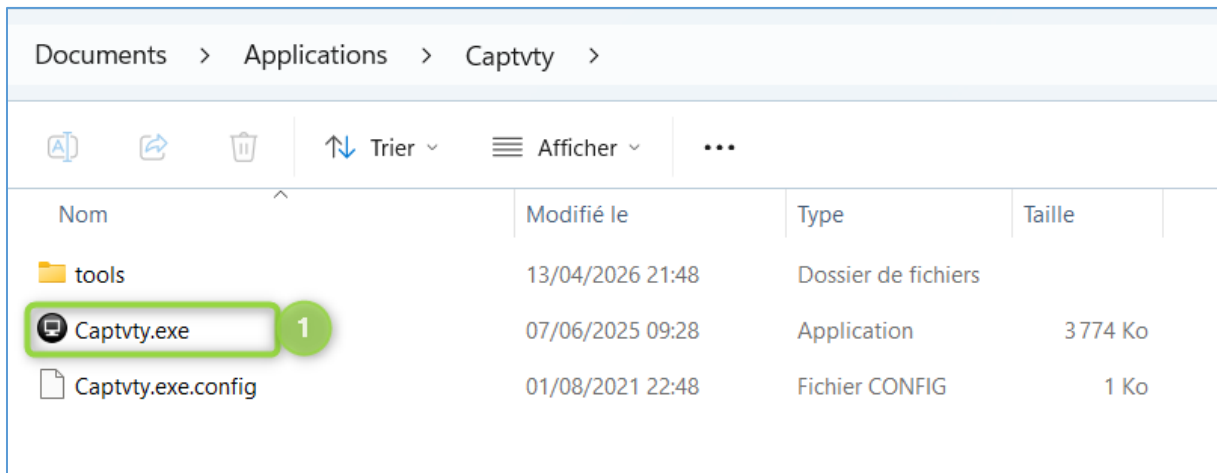 Documents > Applications > Captvty >
Trier Afficher ...
Nom Modifié le Type Taille
tools 13/04/2026 21:48 Dossier de fichiers
Captvty.exe 1 07/06/2025 09:28 Application 3 774 Ko
Captvty.exe.config 01/08/2021 22:48 Fichier CONFIG 1 Ko